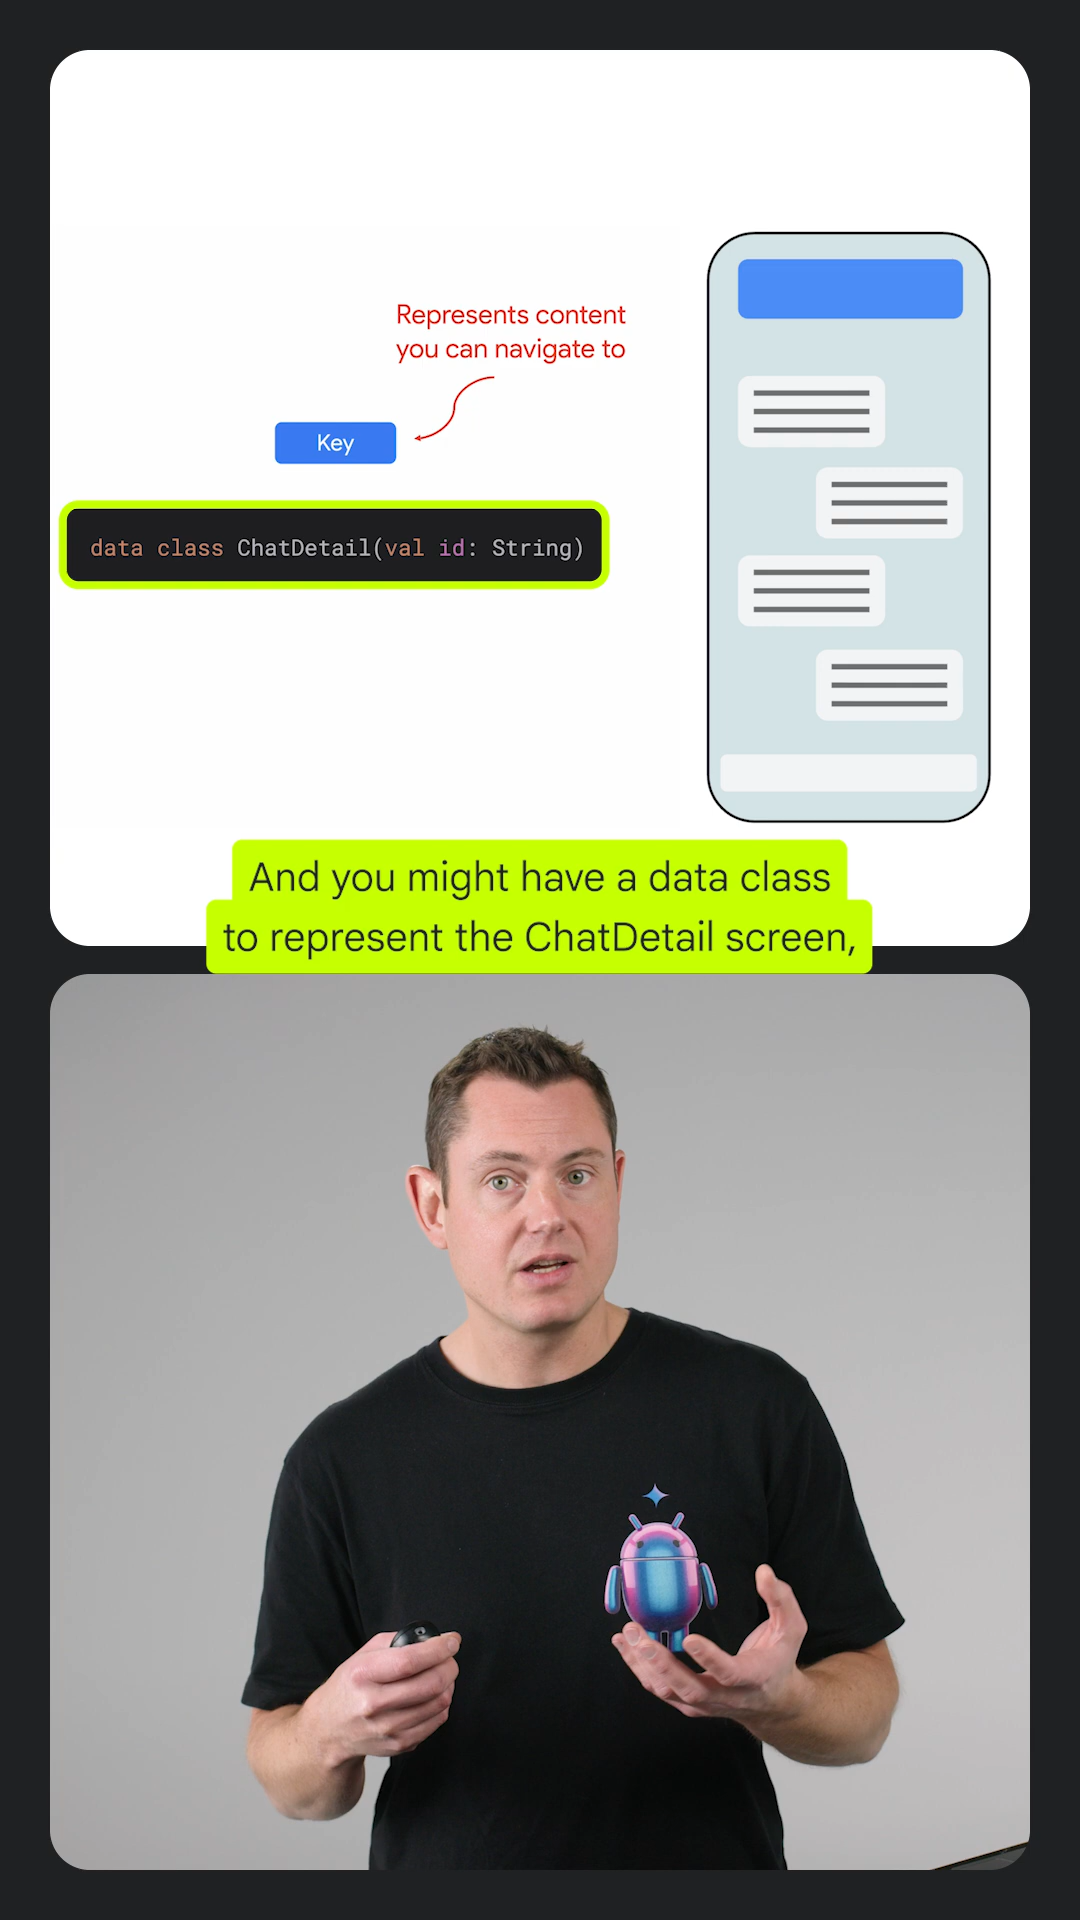 Represents content
you can navigate to
Key
data class ChatDetail(val id: String)
And you might have a data class
to represent the ChatDetail screen,